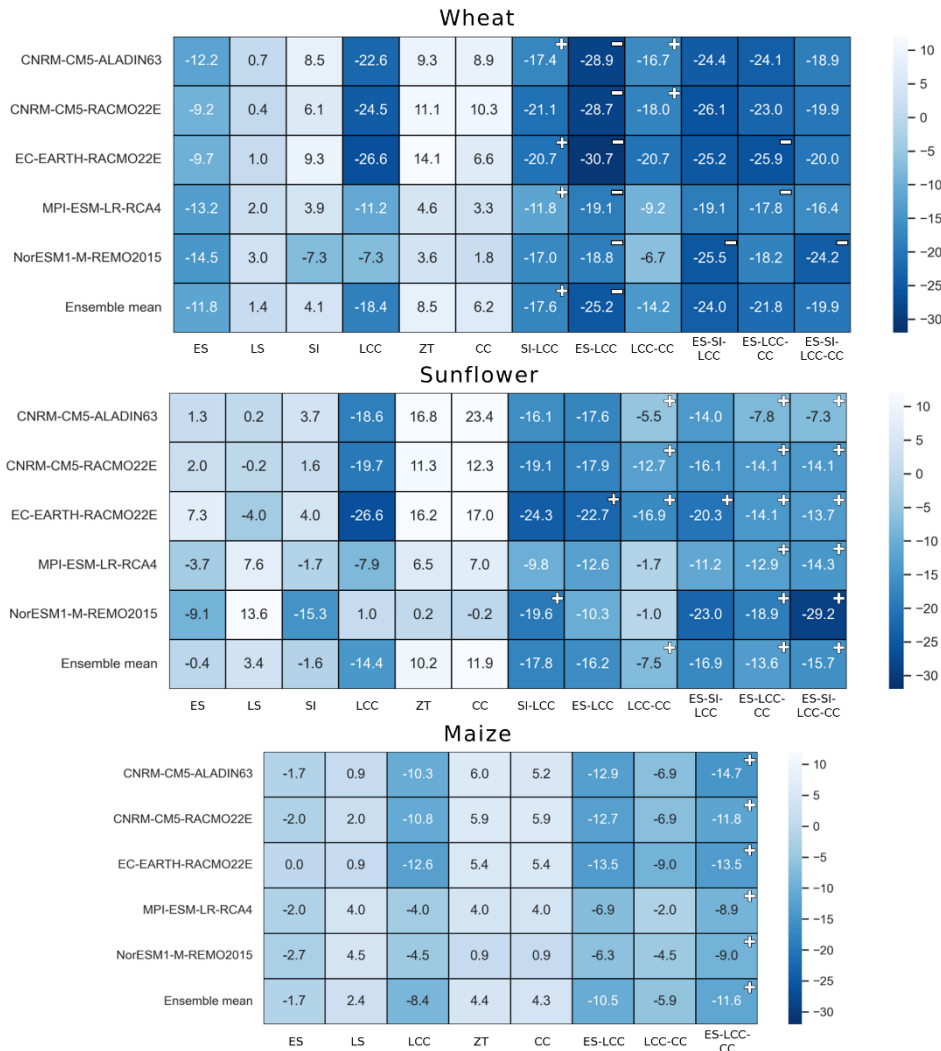 Wheat
CNRM-CM5-ALADIN63 -12.2 0.7 8.5 -22.6 9.3 8.9 -17.4+ -28.9− -16.7+ -24.4 -24.1 -18.9 10
CNRM-CM5-RACMO22E -9.2 0.4 6.1 -24.5 11.1 10.3 -21.1 -28.7− -18.0+ -26.1 -23.0 -19.9 5
0
EC-EARTH-RACMO22E -9.7 1.0 9.3 -26.6 14.1 6.6 -20.7+ -30.7− -20.7 -25.2 -25.9− -20.0 −5
−10
MPI-ESM-LR-RCA4 -13.2 2.0 3.9 -11.2 4.6 3.3 -11.8+ -19.1− -9.2 -19.1 -17.8− -16.4 −15
NorESM1-M-REMO2015 -14.5 3.0 -7.3 -7.3 3.6 1.8 -17.0 -18.8− -6.7 -25.5− -18.2 -24.2− −20
−25
Ensemble mean -11.8 1.4 4.1 -18.4 8.5 6.2 -17.6+ -25.2− -14.2 -24.0 -21.8 -19.9 −30
ES LS SI LCC ZT CC SI-LCC ES-LCC LCC-CC ES-SI- ES-LCC- ES-SI-
LCC CC LCC-CC
Sunflower
CNRM-CM5-ALADIN63 1.3 0.2 3.7 -18.6 16.8 23.4 -16.1 -17.6 -5.5+ -14.0 -7.8+ -7.3+ 10
CNRM-CM5-RACMO22E 2.0 -0.2 1.6 -19.7 11.3 12.3 -19.1 -17.9 -12.7+ -16.1 -14.1+ -14.1+ 5
0
EC-EARTH-RACMO22E 7.3 -4.0 4.0 -26.6 16.2 17.0 -24.3 -22.7+ -16.9+ -20.3+ -14.1+ -13.7+ −5
−10
MPI-ESM-LR-RCA4 -3.7 7.6 -1.7 -7.9 6.5 7.0 -9.8 -12.6 -1.7 -11.2 -12.9+ -14.3+ −15
NorESM1-M-REMO2015 -9.1 13.6 -15.3 1.0 0.2 -0.2 -19.6+ -10.3 -1.0 -23.0 -18.9+ -29.2+ −20
−25
Ensemble mean -0.4 3.4 -1.6 -14.4 10.2 11.9 -17.8 -16.2 -7.5+ -16.9 -13.6+ -15.7+ −30
ES LS SI LCC ZT CC SI-LCC ES-LCC LCC-CC ES-SI- ES-LCC- ES-SI-
LCC CC LCC-CC
Maize
CNRM-CM5-ALADIN63 -1.7 0.9 -10.3 6.0 5.2 -12.9 -6.9 -14.7+ 10
CNRM-CM5-RACMO22E -2.0 2.0 -10.8 5.9 5.9 -12.7 -6.9 -11.8+ 5
0
EC-EARTH-RACMO22E 0.0 0.9 -12.6 5.4 5.4 -13.5 -9.0 -13.5+ −5
−10
MPI-ESM-LR-RCA4 -2.0 4.0 -4.0 4.0 4.0 -6.9 -2.0 -8.9+ −15
NorESM1-M-REMO2015 -2.7 4.5 -4.5 0.9 0.9 -6.3 -4.5 -9.0+ −20
−25
Ensemble mean -1.7 2.4 -8.4 4.4 4.3 -10.5 -5.9 -11.6+ −30
ES LS LCC ZT CC ES-LCC LCC-CC ES-LCC-
CC